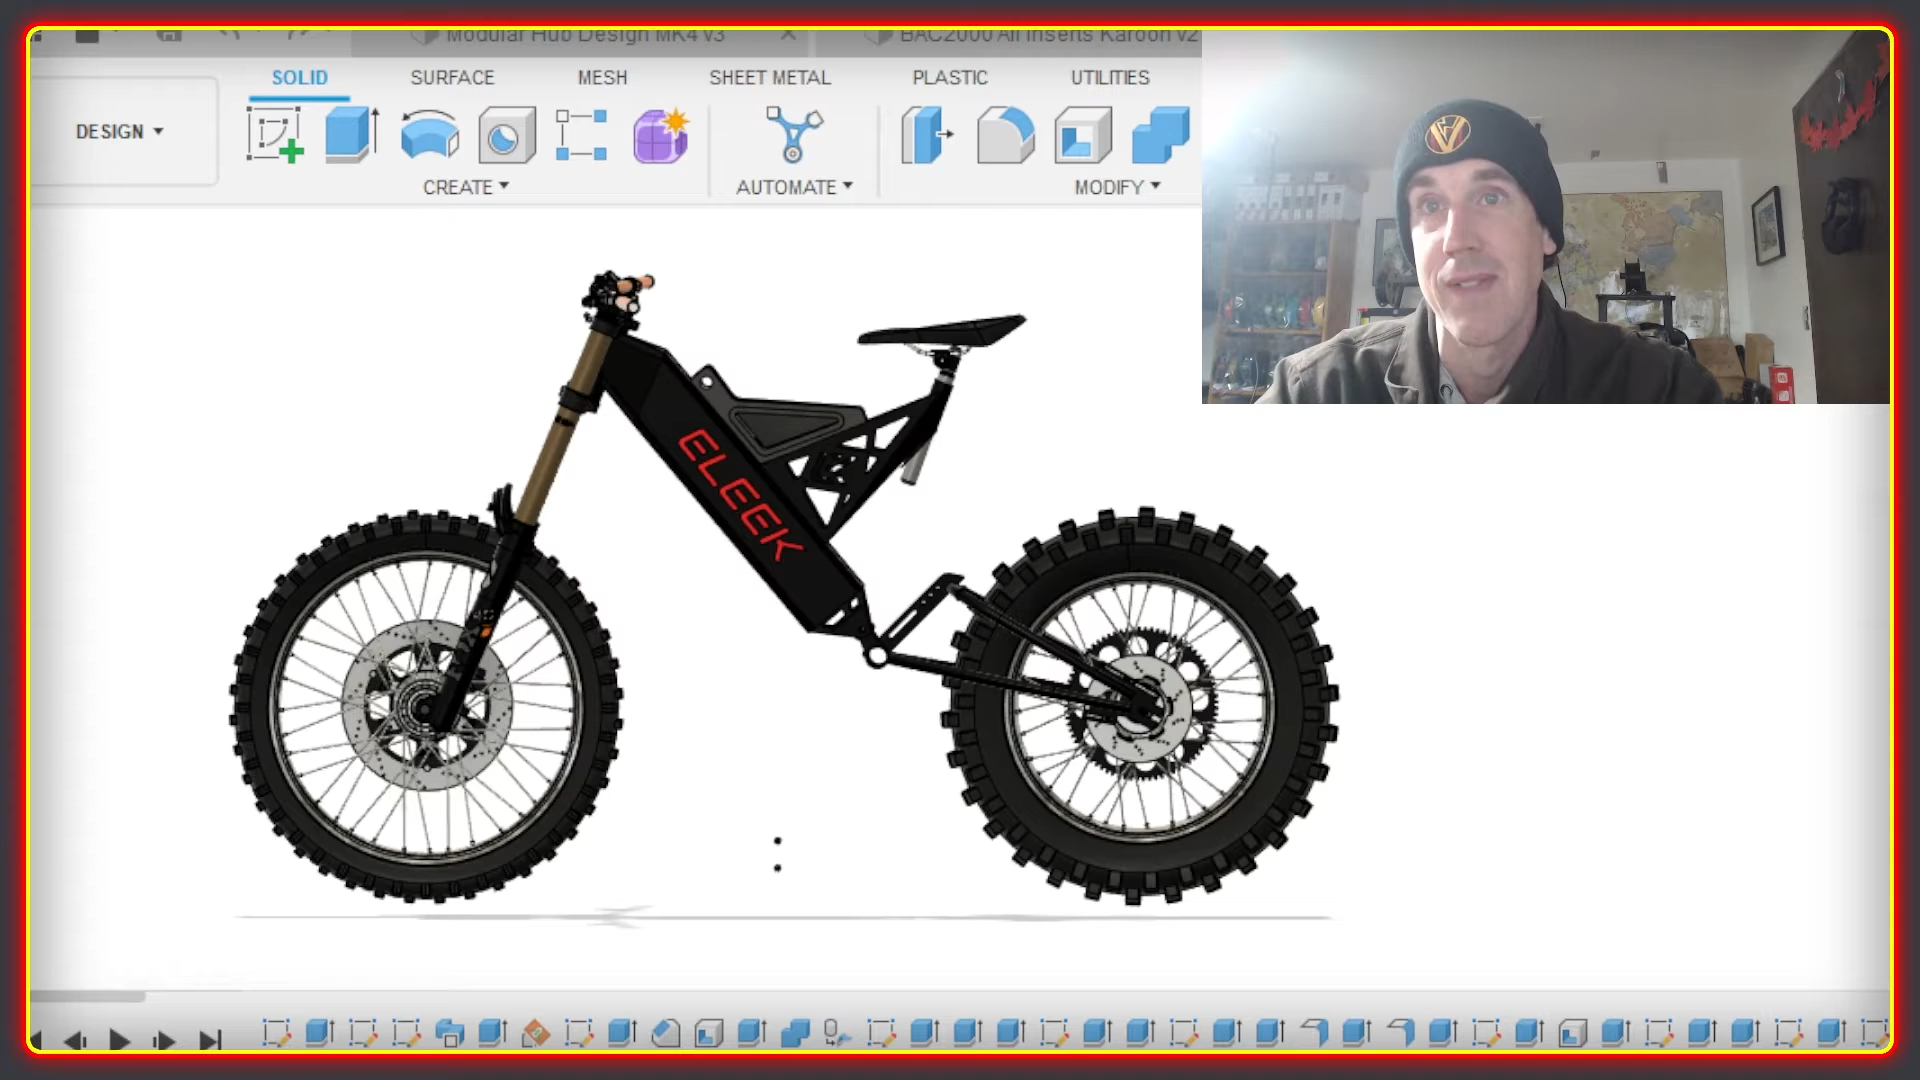 Modular Hub Design MK4 v3
BAC2000 All Inserts Karoon v2
SOLID
SURFACE
MESH
SHEET METAL
PLASTIC
UTILITIES
DESIGN
CREATE
AUTOMATE
MODIFY
ELEEK